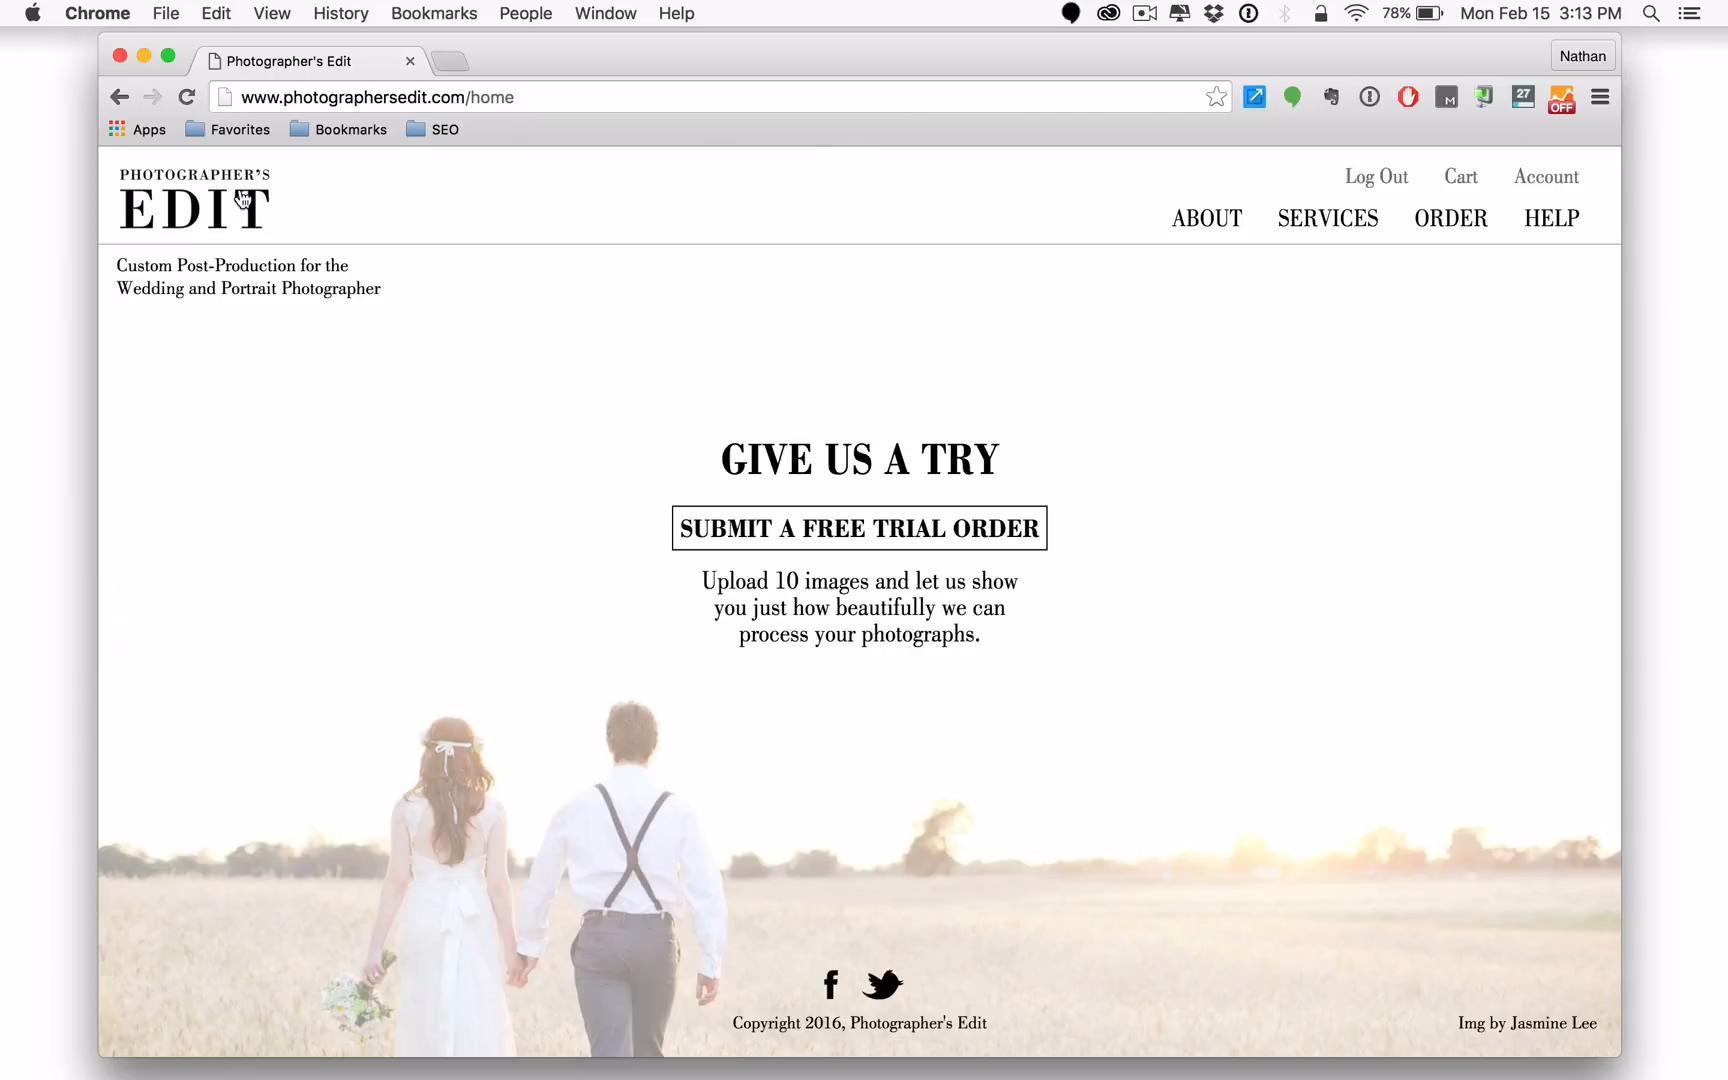 Chrome File Edit View History Bookmarks People Window Help 78% Mon Feb 15 3:13 PM
Photographer's Edit Nathan
www.photographersedit.com/home M 27 OFF
Apps Favorites Bookmarks SEO
PHOTOGRAPHER'S
EDIT
Log Out Cart Account
ABOUT SERVICES ORDER HELP
Custom Post-Production for the
Wedding and Portrait Photographer
GIVE US A TRY
SUBMIT A FREE TRIAL ORDER
Upload 10 images and let us show
you just how beautifully we can
process your photographs.
Copyright 2016, Photographer's Edit
Img by Jasmine Lee